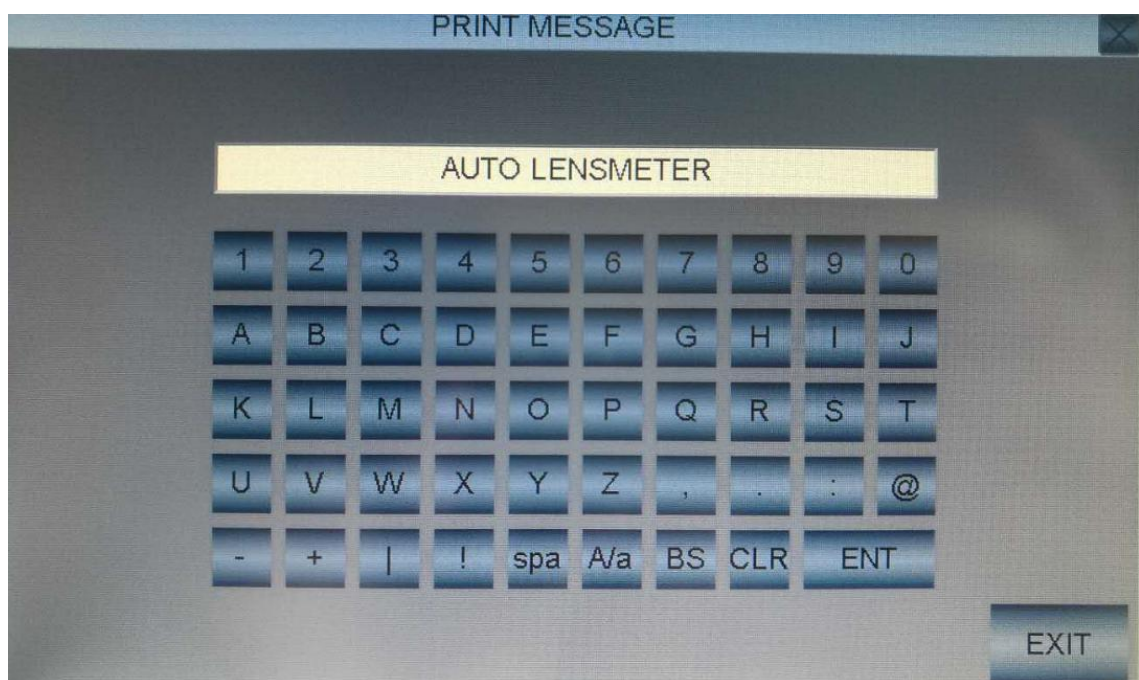 PRINT MESSAGE
AUTO LENSMETER
1 2 3 4 5 6 7 8 9 0
A B C D E F G H I J
K L M N O P Q R S T
U V W X Y Z , . : @
- + | ! spa A/a BS CLR ENT
EXIT